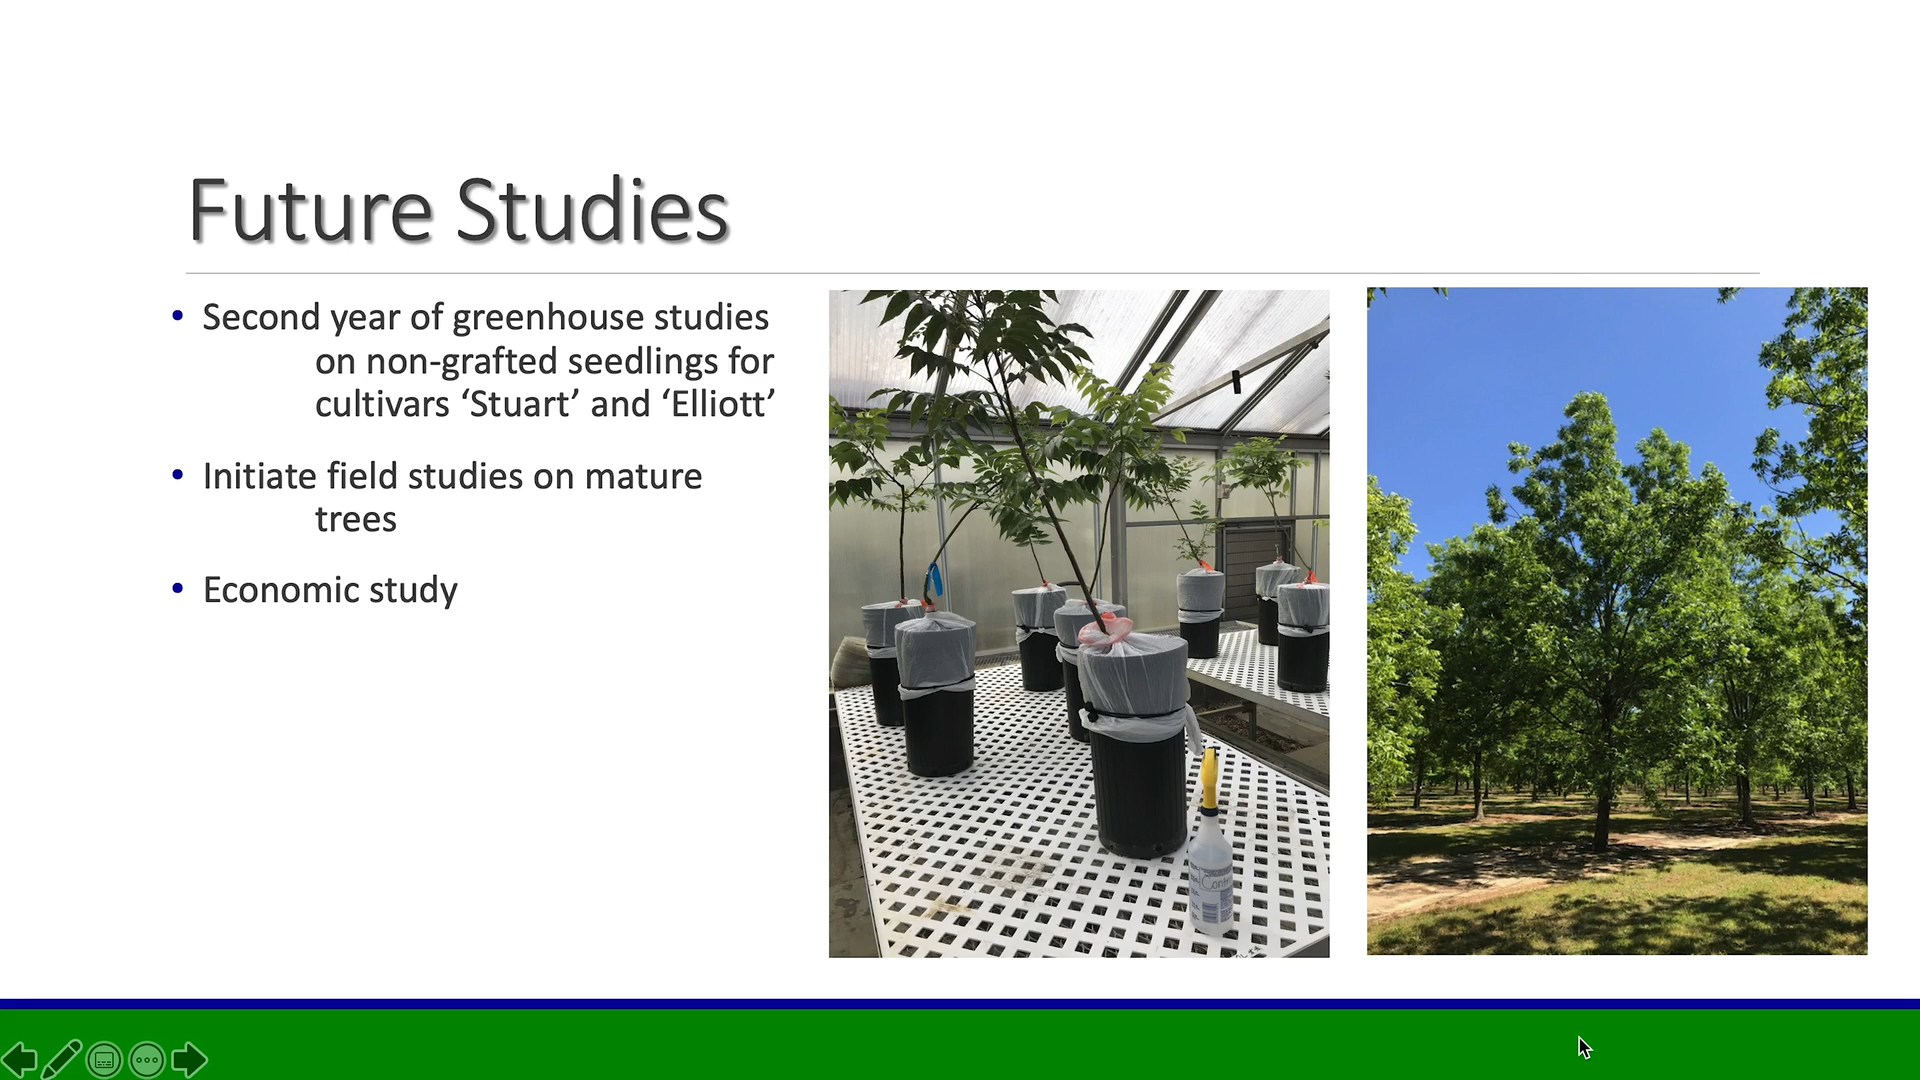 Future Studies
• Second year of greenhouse studies
on non-grafted seedlings for
cultivars ‘Stuart’ and ‘Elliott’
• Initiate field studies on mature
trees
• Economic study